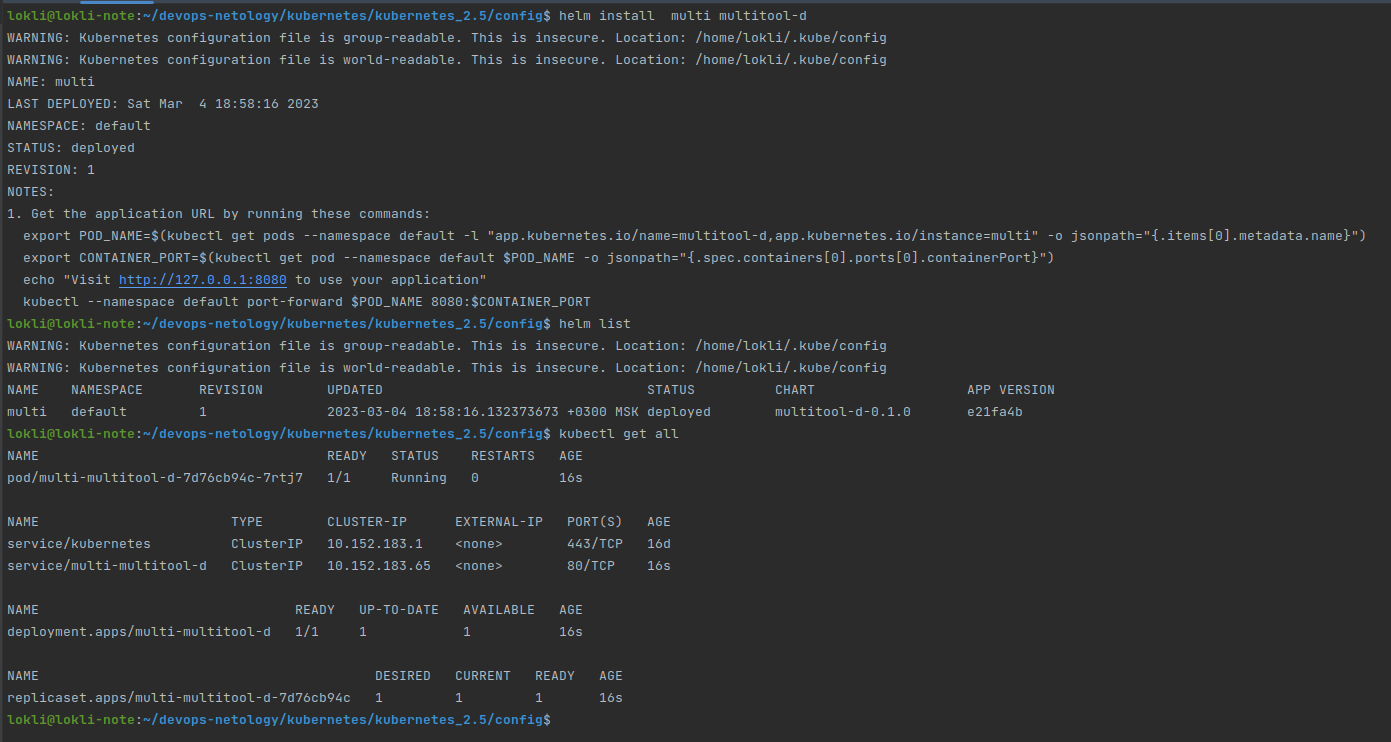 lokli@lokli-note:~/devops-netology/kubernetes/kubernetes_2.5/config$ helm install  multi multitool-d
WARNING: Kubernetes configuration file is group-readable. This is insecure. Location: /home/lokli/.kube/config
WARNING: Kubernetes configuration file is world-readable. This is insecure. Location: /home/lokli/.kube/config
NAME: multi
LAST DEPLOYED: Sat Mar  4 18:58:16 2023
NAMESPACE: default
STATUS: deployed
REVISION: 1
NOTES:
1. Get the application URL by running these commands:
  export POD_NAME=$(kubectl get pods --namespace default -l "app.kubernetes.io/name=multitool-d,app.kubernetes.io/instance=multi" -o jsonpath="{.items[0].metadata.name}")
  export CONTAINER_PORT=$(kubectl get pod --namespace default $POD_NAME -o jsonpath="{.spec.containers[0].ports[0].containerPort}")
  echo "Visit http://127.0.0.1:8080 to use your application"
  kubectl --namespace default port-forward $POD_NAME 8080:$CONTAINER_PORT
lokli@lokli-note:~/devops-netology/kubernetes/kubernetes_2.5/config$ helm list
WARNING: Kubernetes configuration file is group-readable. This is insecure. Location: /home/lokli/.kube/config
WARNING: Kubernetes configuration file is world-readable. This is insecure. Location: /home/lokli/.kube/config
NAME    NAMESPACE       REVISION        UPDATED                                 STATUS          CHART                   APP VERSION
multi   default         1               2023-03-04 18:58:16.132373673 +0300 MSK deployed        multitool-d-0.1.0       e21fa4b
lokli@lokli-note:~/devops-netology/kubernetes/kubernetes_2.5/config$ kubectl get all
NAME                                    READY   STATUS    RESTARTS   AGE
pod/multi-multitool-d-7d76cb94c-7rtj7   1/1     Running   0          16s
NAME                        TYPE        CLUSTER-IP      EXTERNAL-IP   PORT(S)   AGE
service/kubernetes          ClusterIP   10.152.183.1    <none>        443/TCP   16d
service/multi-multitool-d   ClusterIP   10.152.183.65   <none>        80/TCP    16s
NAME                                READY   UP-TO-DATE   AVAILABLE   AGE
deployment.apps/multi-multitool-d   1/1     1            1           16s
NAME                                          DESIRED   CURRENT   READY   AGE
replicaset.apps/multi-multitool-d-7d76cb94c   1         1         1       16s
lokli@lokli-note:~/devops-netology/kubernetes/kubernetes_2.5/config$